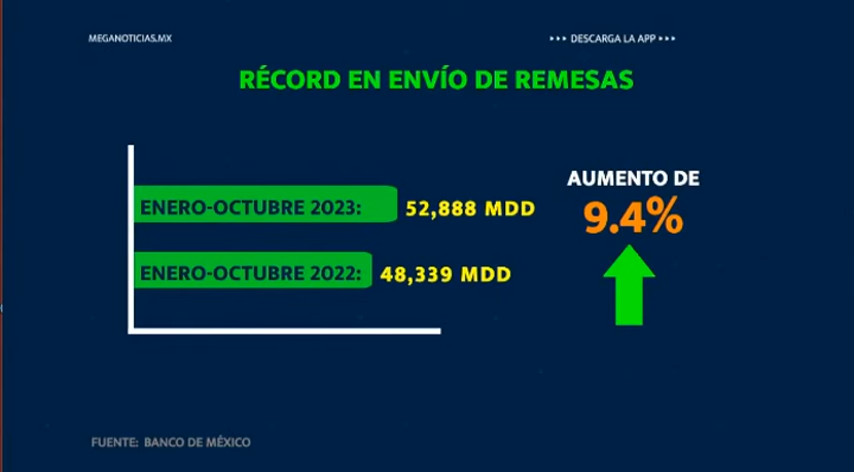 MEGANOTICIAS.MX
▸▸▸ DESCARGA LA APP ▸▸▸
RÉCORD EN ENVÍO DE REMESAS
ENERO-OCTUBRE 2023: 52,888 MDD
ENERO-OCTUBRE 2022: 48,339 MDD
AUMENTO DE
9.4%
FUENTE: BANCO DE MÉXICO